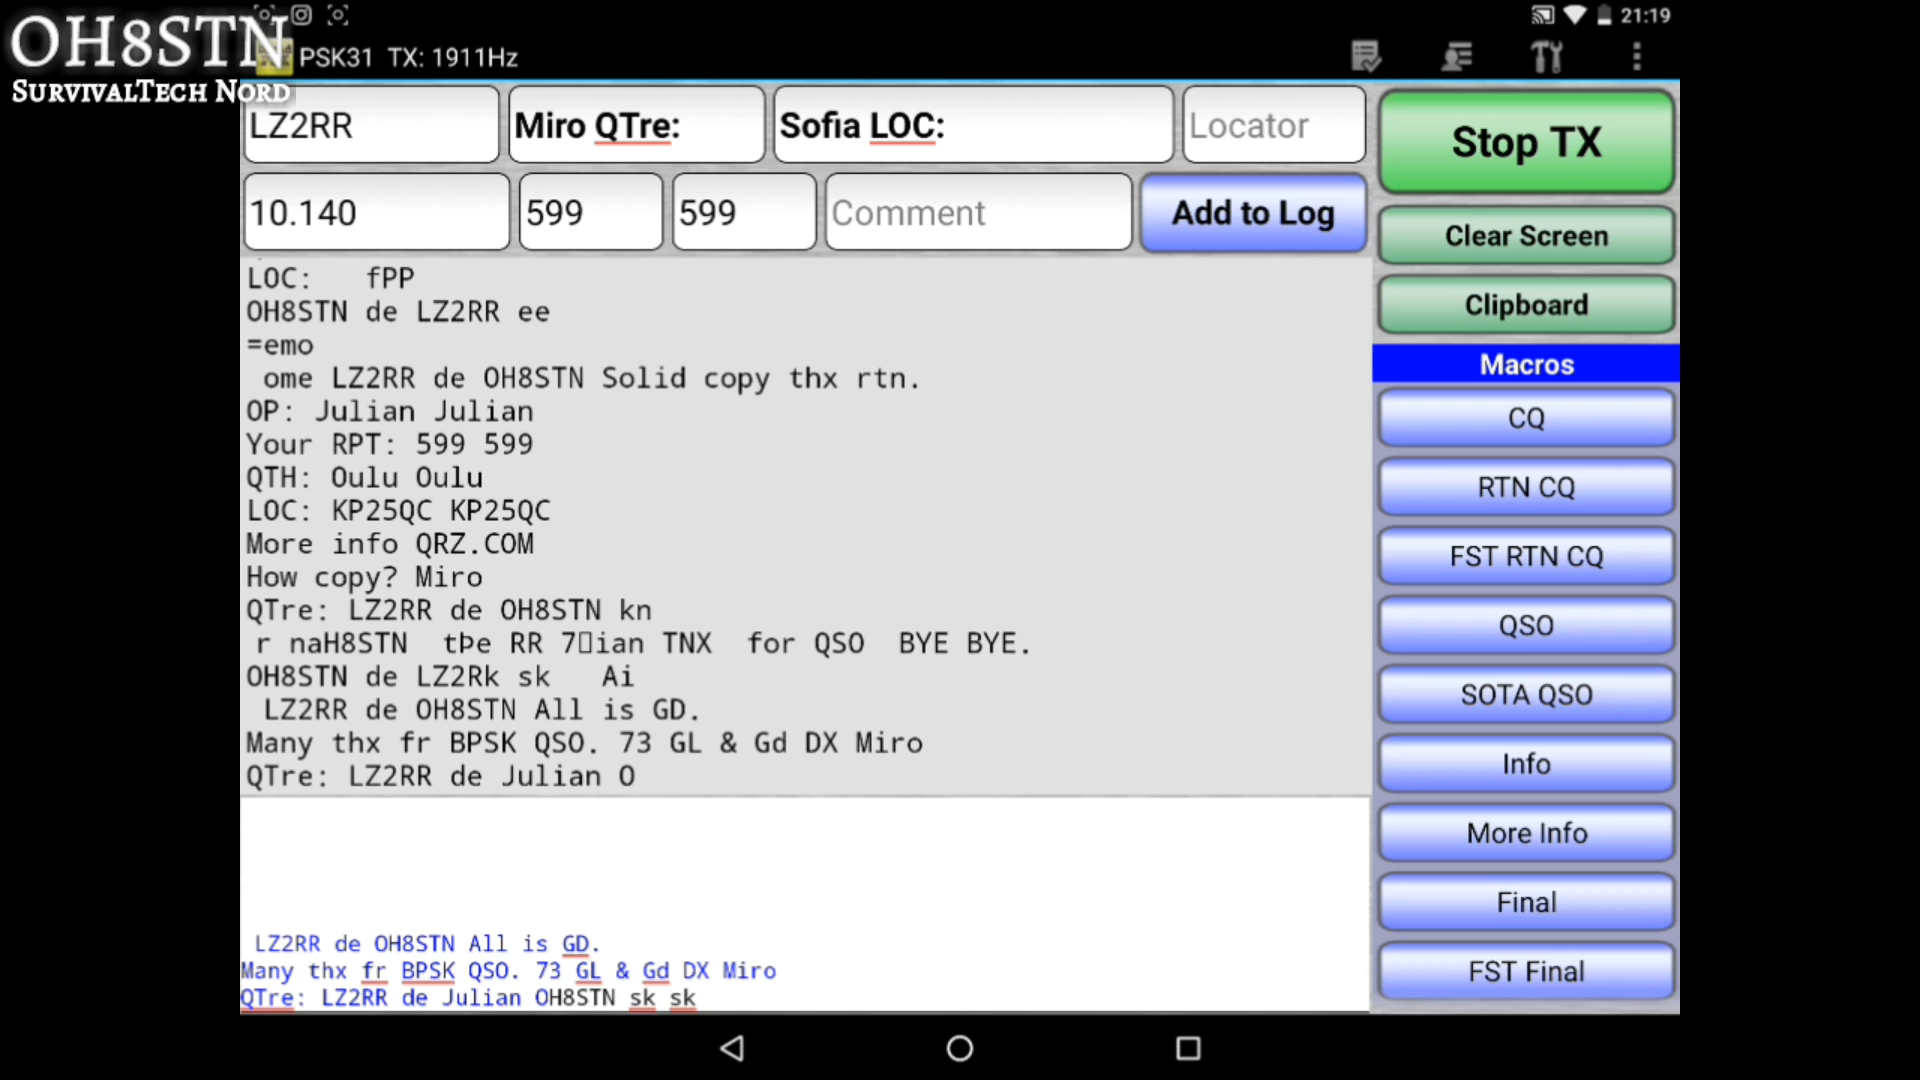 OH8STN
SurvivalTech Nord
21:19
PSK31 TX: 1911Hz
LZ2RR
Miro QTre:
Sofia LOC:
Locator
10.140
599
599
Comment
Add to Log
LOC: fPP
OH8STN de LZ2RR ee
=emo
ome LZ2RR de OH8STN Solid copy thx rtn.
OP: Julian Julian
Your RPT: 599 599
QTH: Oulu Oulu
LOC: KP25QC KP25QC
More info QRZ.COM
How copy? Miro
QTre: LZ2RR de OH8STN kn
r naH8STN tÞe RR 7▯ian TNX for QSO BYE BYE.
OH8STN de LZ2Rk sk Ai
LZ2RR de OH8STN All is GD.
Many thx fr BPSK QSO. 73 GL & Gd DX Miro
QTre: LZ2RR de Julian O
LZ2RR de OH8STN All is GD.
Many thx fr BPSK QSO. 73 GL & Gd DX Miro
QTre: LZ2RR de Julian OH8STN sk sk
Stop TX
Clear Screen
Clipboard
Macros
CQ
RTN CQ
FST RTN CQ
QSO
SOTA QSO
Info
More Info
Final
FST Final